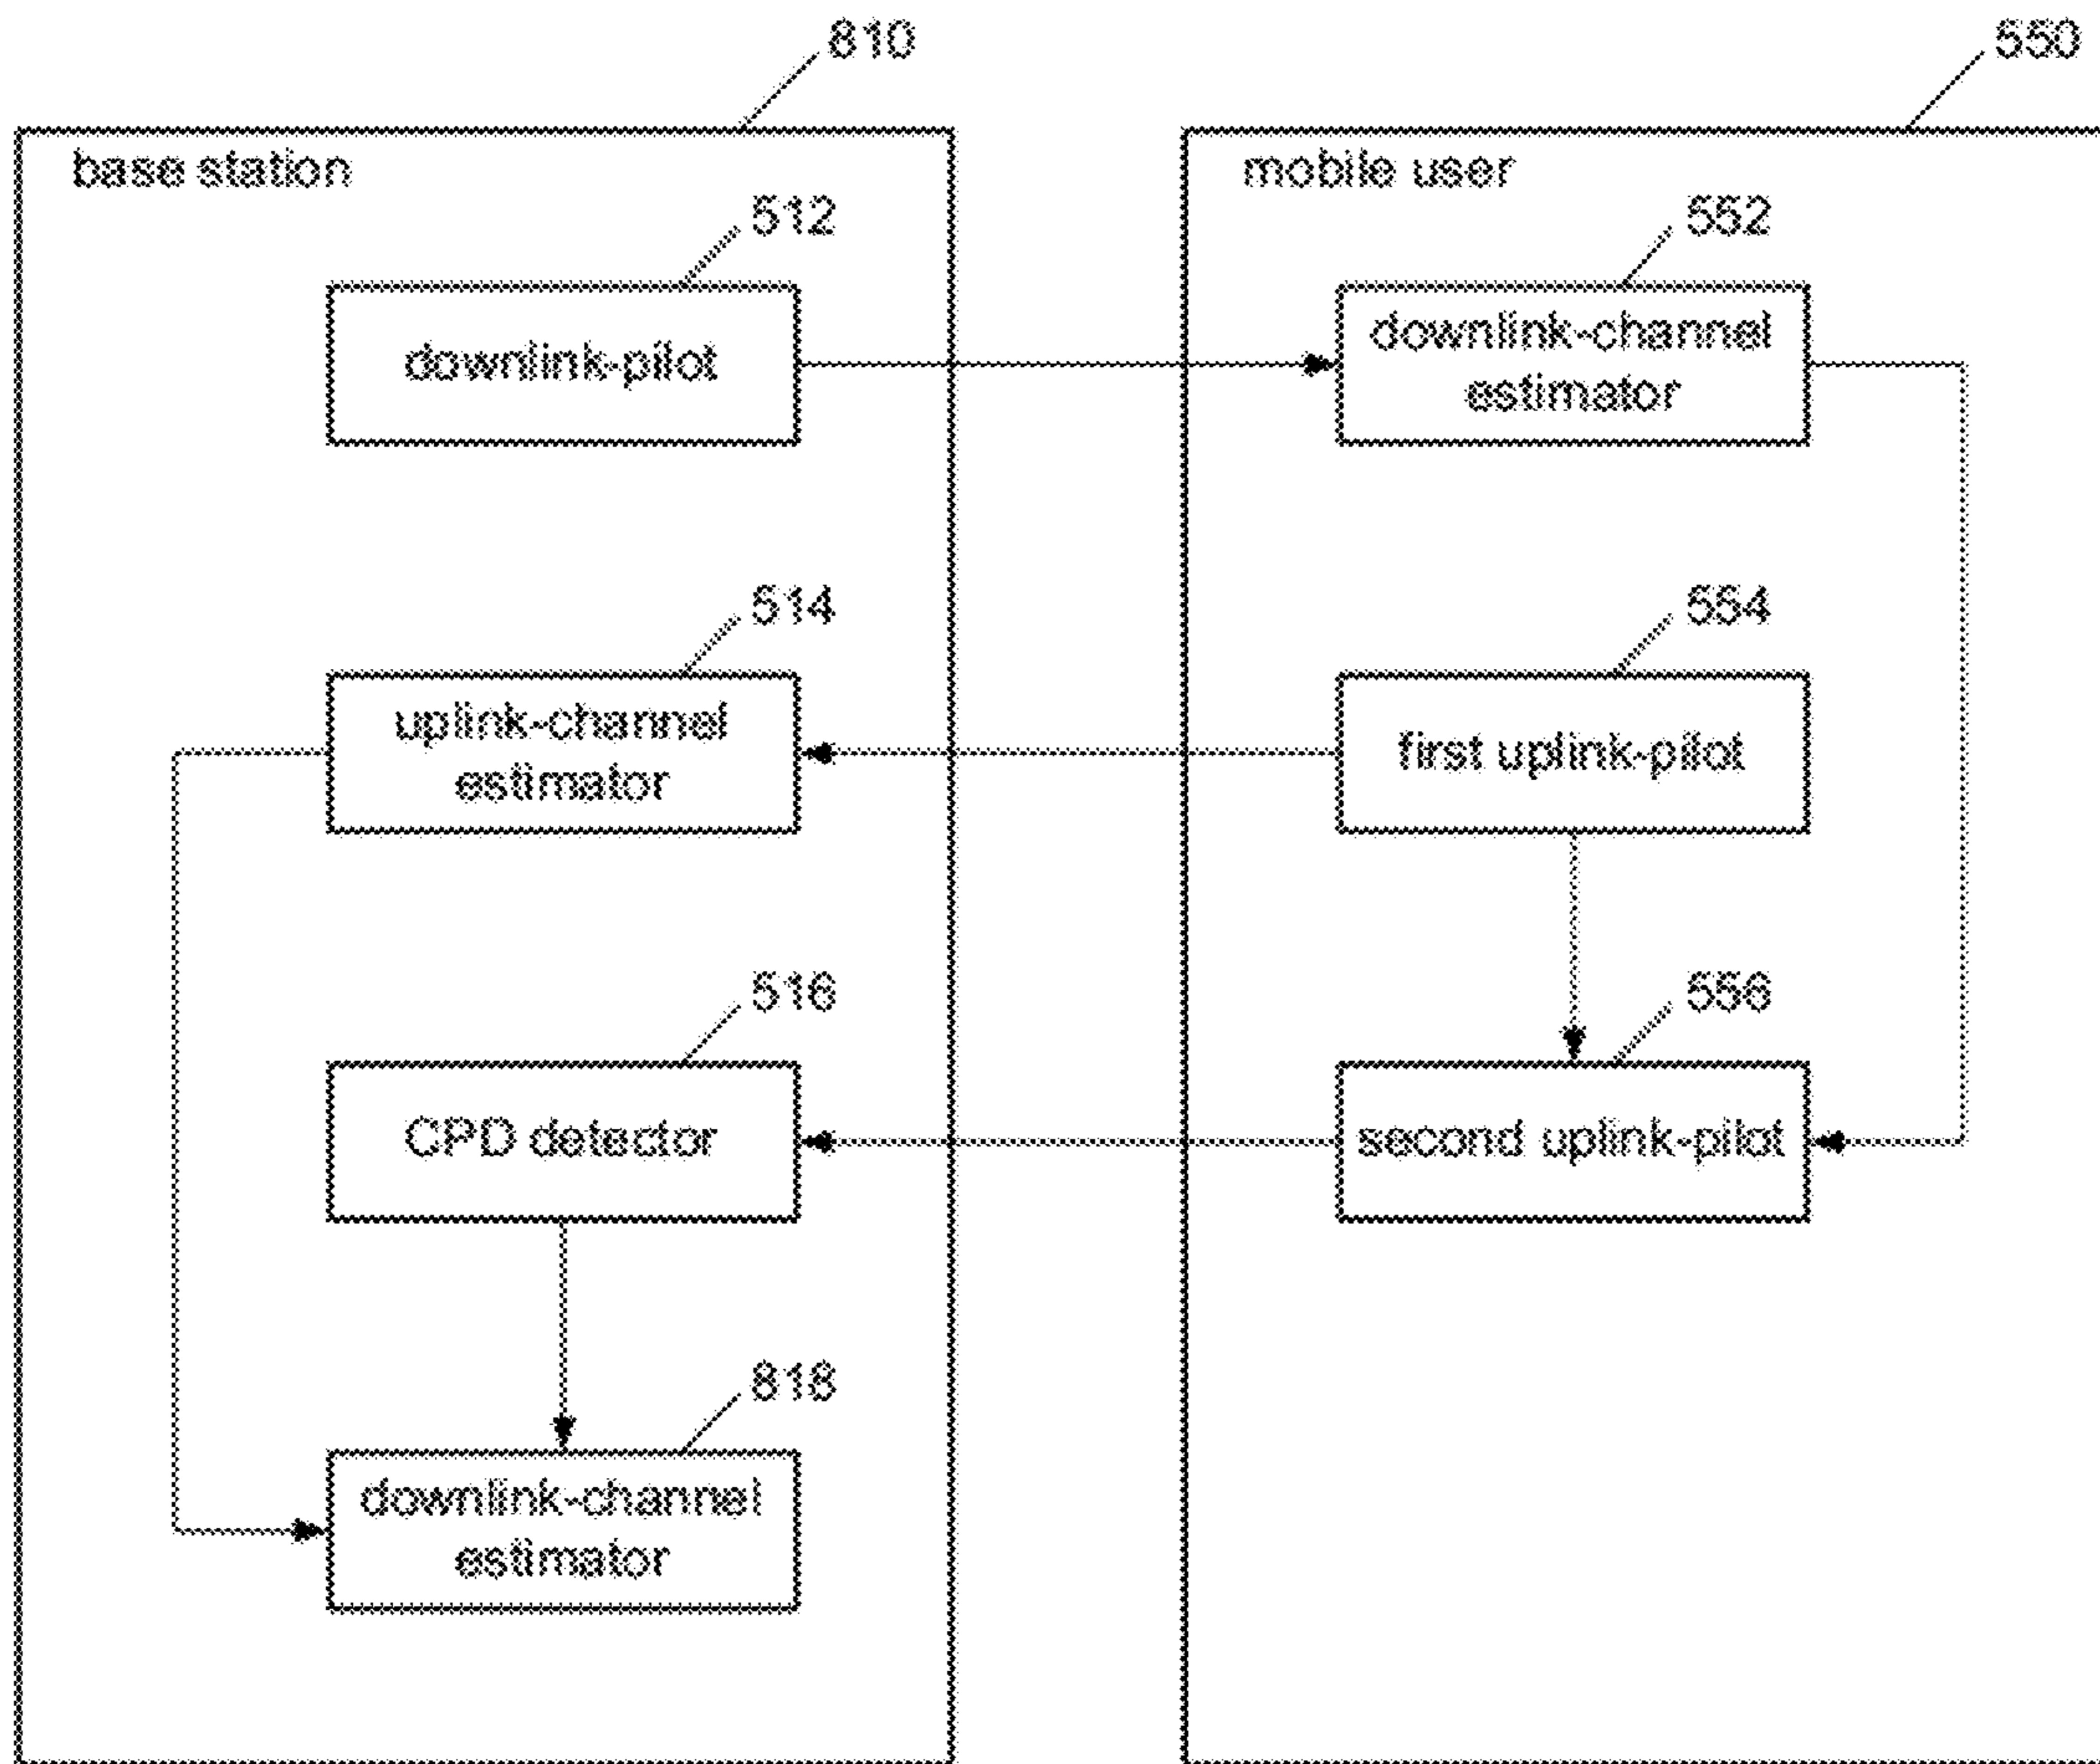 810
550
base station
mobile user
512
552
downlink-pilot
downlink-channel
estimator
514
554
uplink-channel
estimator
first uplink-pilot
516
556
CPD detector
second uplink-pilot
818
downlink-channel
estimator